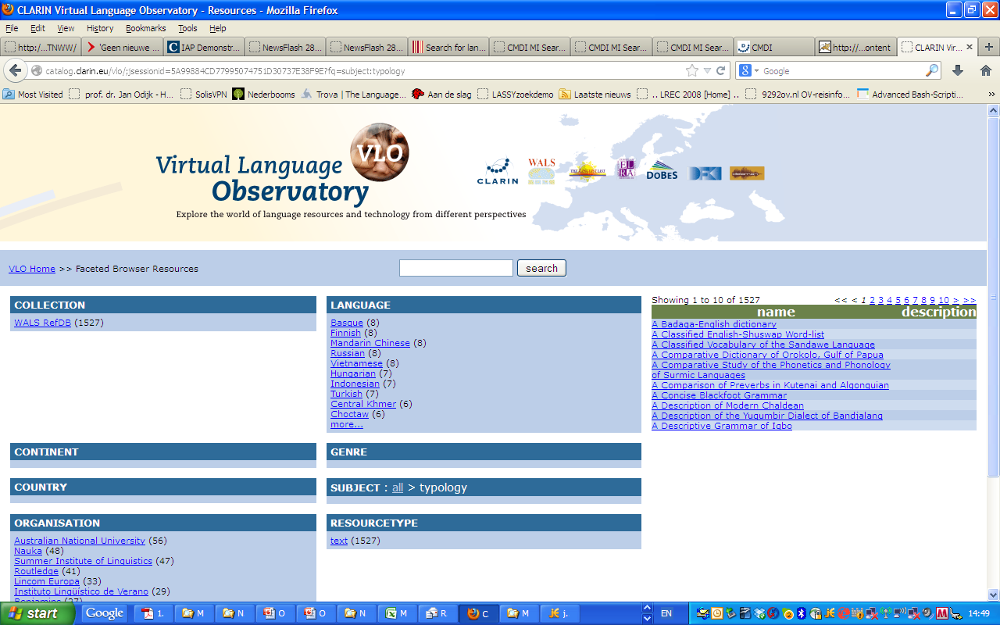 CLARIN Virtual Language Observatory - Resources - Mozilla Firefox
File Edit View History Bookmarks Tools Help
http:/...TNWW/ 'Geen nieuwe ... IAP Demonstr... NewsFlash 28... NewsFlash 28... Search for lan... CMDI MI Sear... CMDI MI Sear... CMDI MI Sear... CMDI http://...ontent CLARIN Vir...
catalog.clarin.eu/vlo/;jsessionid=5A99884CD77995074751D30737E38F9E?fq=subject:typology
Google
Most Visited prof. dr. Jan Odijk - H... SolisVPN Nederbooms Trova | The Language... Aan de slag LASSYzoekdemo Laatste nieuws .. LREC 2008 [Home] .. 9292ov.nl OV-reisinfo... Advanced Bash-Scripti... »
Virtual Language
VLO
Observatory
Explore the world of language resources and technology from different perspectives
CLARIN
WALS
THE LINGUIST LIST
ELRA
DOBES
DFKI
VLO Home >> Faceted Browser Resources
search
COLLECTION
WALS RefDB (1527)
LANGUAGE
Basque (8)
Finnish (8)
Mandarin Chinese (8)
Russian (8)
Vietnamese (8)
Hungarian (7)
Indonesian (7)
Turkish (7)
Central Khmer (6)
Choctaw (6)
more...
Showing 1 to 10 of 1527
<< < 1 2 3 4 5 6 7 8 9 10 > >>
name description
A Badaga-English dictionary
A Classified English-Shuswap Word-list
A Classified Vocabulary of the Sandawe Language
A Comparative Dictionary of Orokolo, Gulf of Papua
A Comparative Study of the Phonetics and Phonology
of Surmic Languages
A Comparison of Preverbs in Kutenai and Algonquian
A Concise Blackfoot Grammar
A Description of Modern Chaldean
A Description of the Yugumbir Dialect of Bandjalang
A Descriptive Grammar of Igbo
CONTINENT
GENRE
COUNTRY
SUBJECT : all > typology
ORGANISATION
Australian National University (56)
Nauka (48)
Summer Institute of Linguistics (47)
Routledge (41)
Lincom Europa (33)
Instituto Lingüístico de Verano (29)
RESOURCETYPE
text (1527)
start Google 1. M N O O N M R C M j. EN 14:49